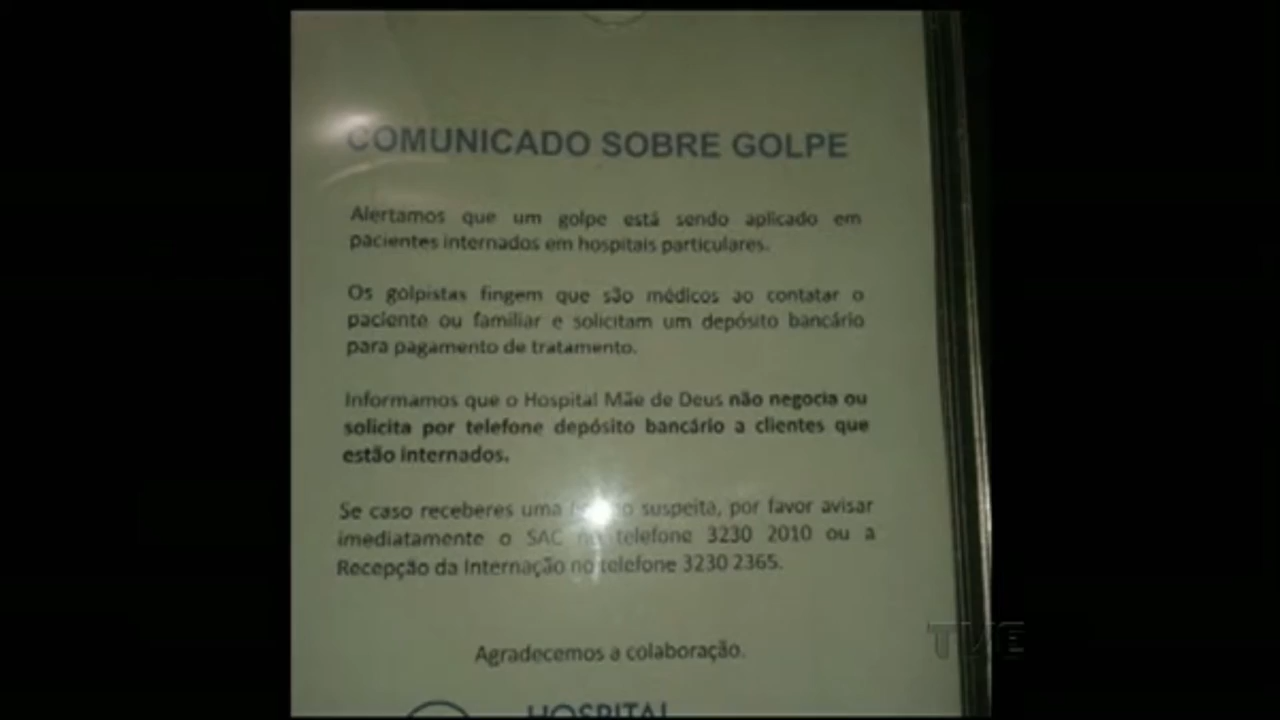 COMUNICADO SOBRE GOLPE
Alertamos que um golpe está sendo aplicado em
pacientes internados em hospitais particulares.
Os golpistas fingem que são médicos ao contatar o
paciente ou familiar e solicitam um depósito bancário
para pagamento de tratamento.
Informamos que o Hospital Mãe de Deus não negocia ou
solicita por telefone depósito bancário a clientes que
estão internados.
Se caso receberes uma suspeita, por favor avisar
imediatamente o SAC no telefone 3230 2010 ou a
Recepção da Internação no telefone 3230 2365.
Agradecemos a colaboração.
HOSPITAL
TVE